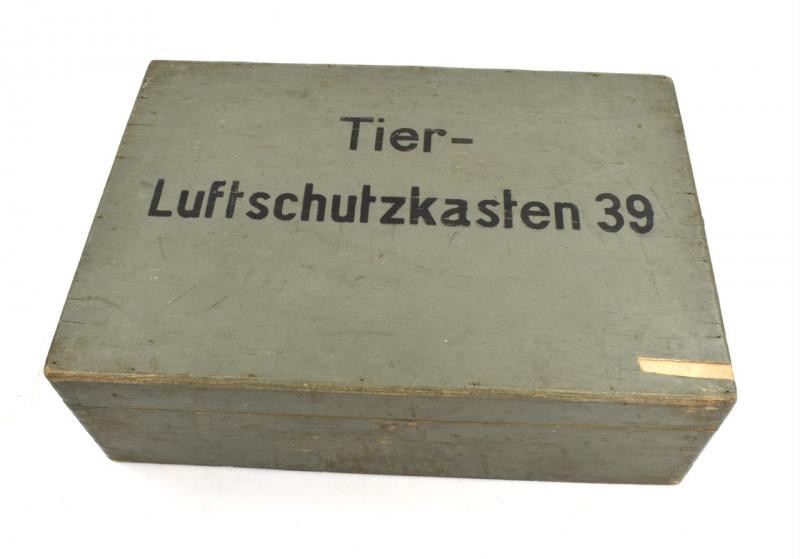 Tier-
Luftschutzkasten 39